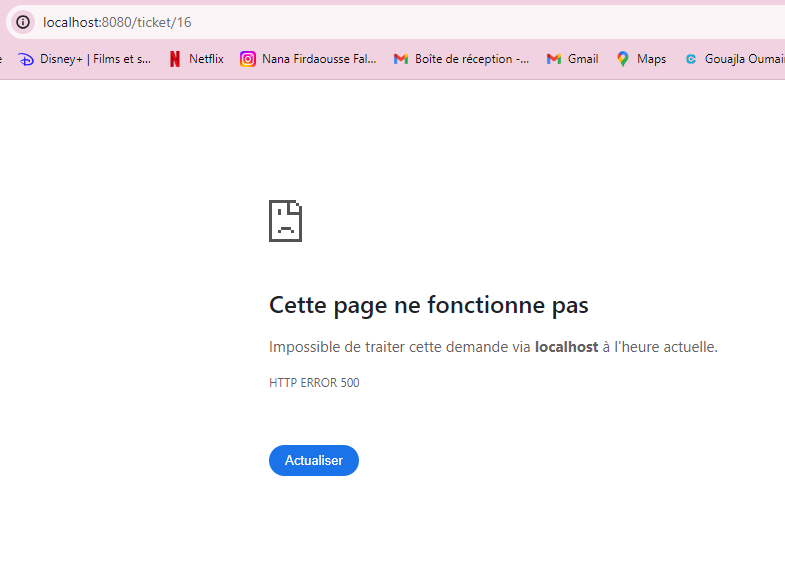 localhost:8080/ticket/16
Disney+ | Films et s... Netflix Nana Firdaousse Fal... Boîte de réception -... Gmail Maps Gouajla Oumai
Cette page ne fonctionne pas
Impossible de traiter cette demande via localhost à l'heure actuelle.
HTTP ERROR 500
Actualiser